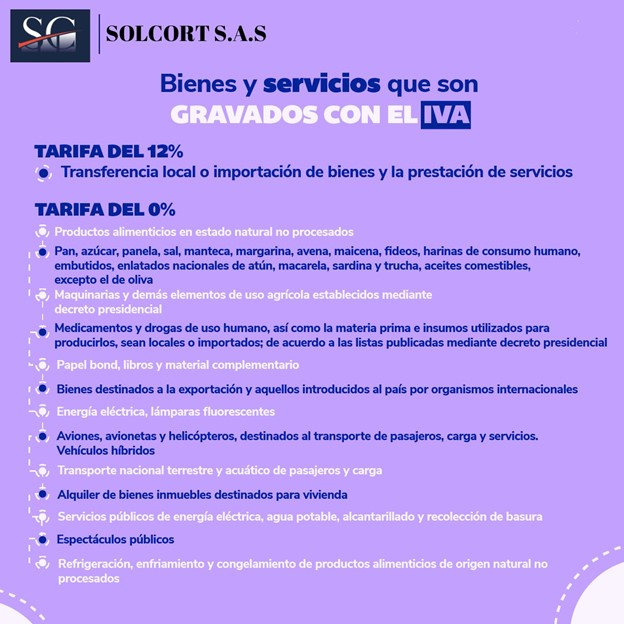 SG
SOLCORT S.A.S
Bienes y servicios que son
GRAVADOS CON EL IVA
TARIFA DEL 12%
Transferencia local o importación de bienes y la prestación de servicios
TARIFA DEL 0%
Productos alimenticios en estado natural no procesados
Pan, azúcar, panela, sal, manteca, margarina, avena, maicena, fideos, harinas de consumo humano,
embutidos, enlatados nacionales de atún, macarela, sardina y trucha, aceites comestibles,
excepto el de oliva
Maquinarias y demás elementos de uso agrícola establecidos mediante
decreto presidencial
Medicamentos y drogas de uso humano, así como la materia prima e insumos utilizados para
producirlos, sean locales o importados; de acuerdo a las listas publicadas mediante decreto presidencial
Papel bond, libros y material complementario
Bienes destinados a la exportación y aquellos introducidos al país por organismos internacionales
Energía eléctrica, lámparas fluorescentes
Aviones, avionetas y helicópteros, destinados al transporte de pasajeros, carga y servicios.
Vehículos híbridos
Transporte nacional terrestre y acuático de pasajeros y carga
Alquiler de bienes inmuebles destinados para vivienda
Servicios públicos de energía eléctrica, agua potable, alcantarillado y recolección de basura
Espectáculos públicos
Refrigeración, enfriamiento y congelamiento de productos alimenticios de origen natural no
procesados